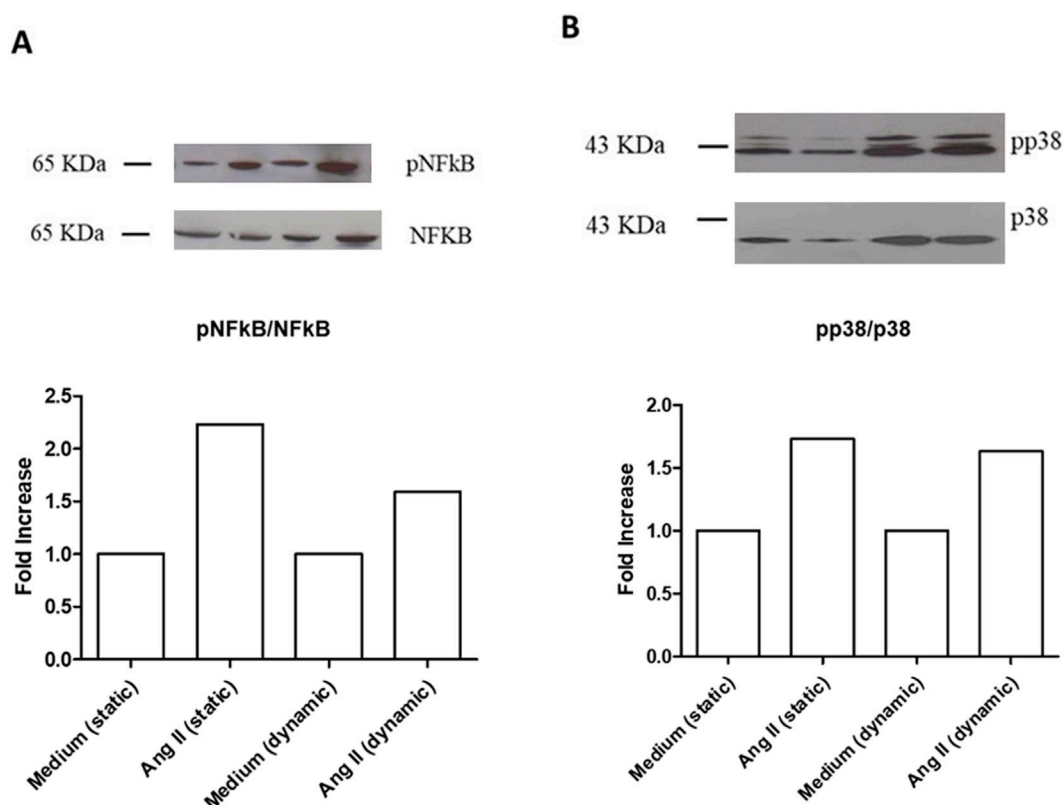 A
65 KDa
pNFkB
65 KDa
NFKB
pNFkB/NFkB
Fold Increase
2.5
2.0
1.5
1.0
0.5
0.0
Medium (static)
Ang II (static)
Medium (dynamic)
Ang II (dynamic)
B
43 KDa
pp38
43 KDa
p38
pp38/p38
Fold Increase
2.0
1.5
1.0
0.5
0.0
Medium (static)
Ang II (static)
Medium (dynamic)
Ang II (dynamic)